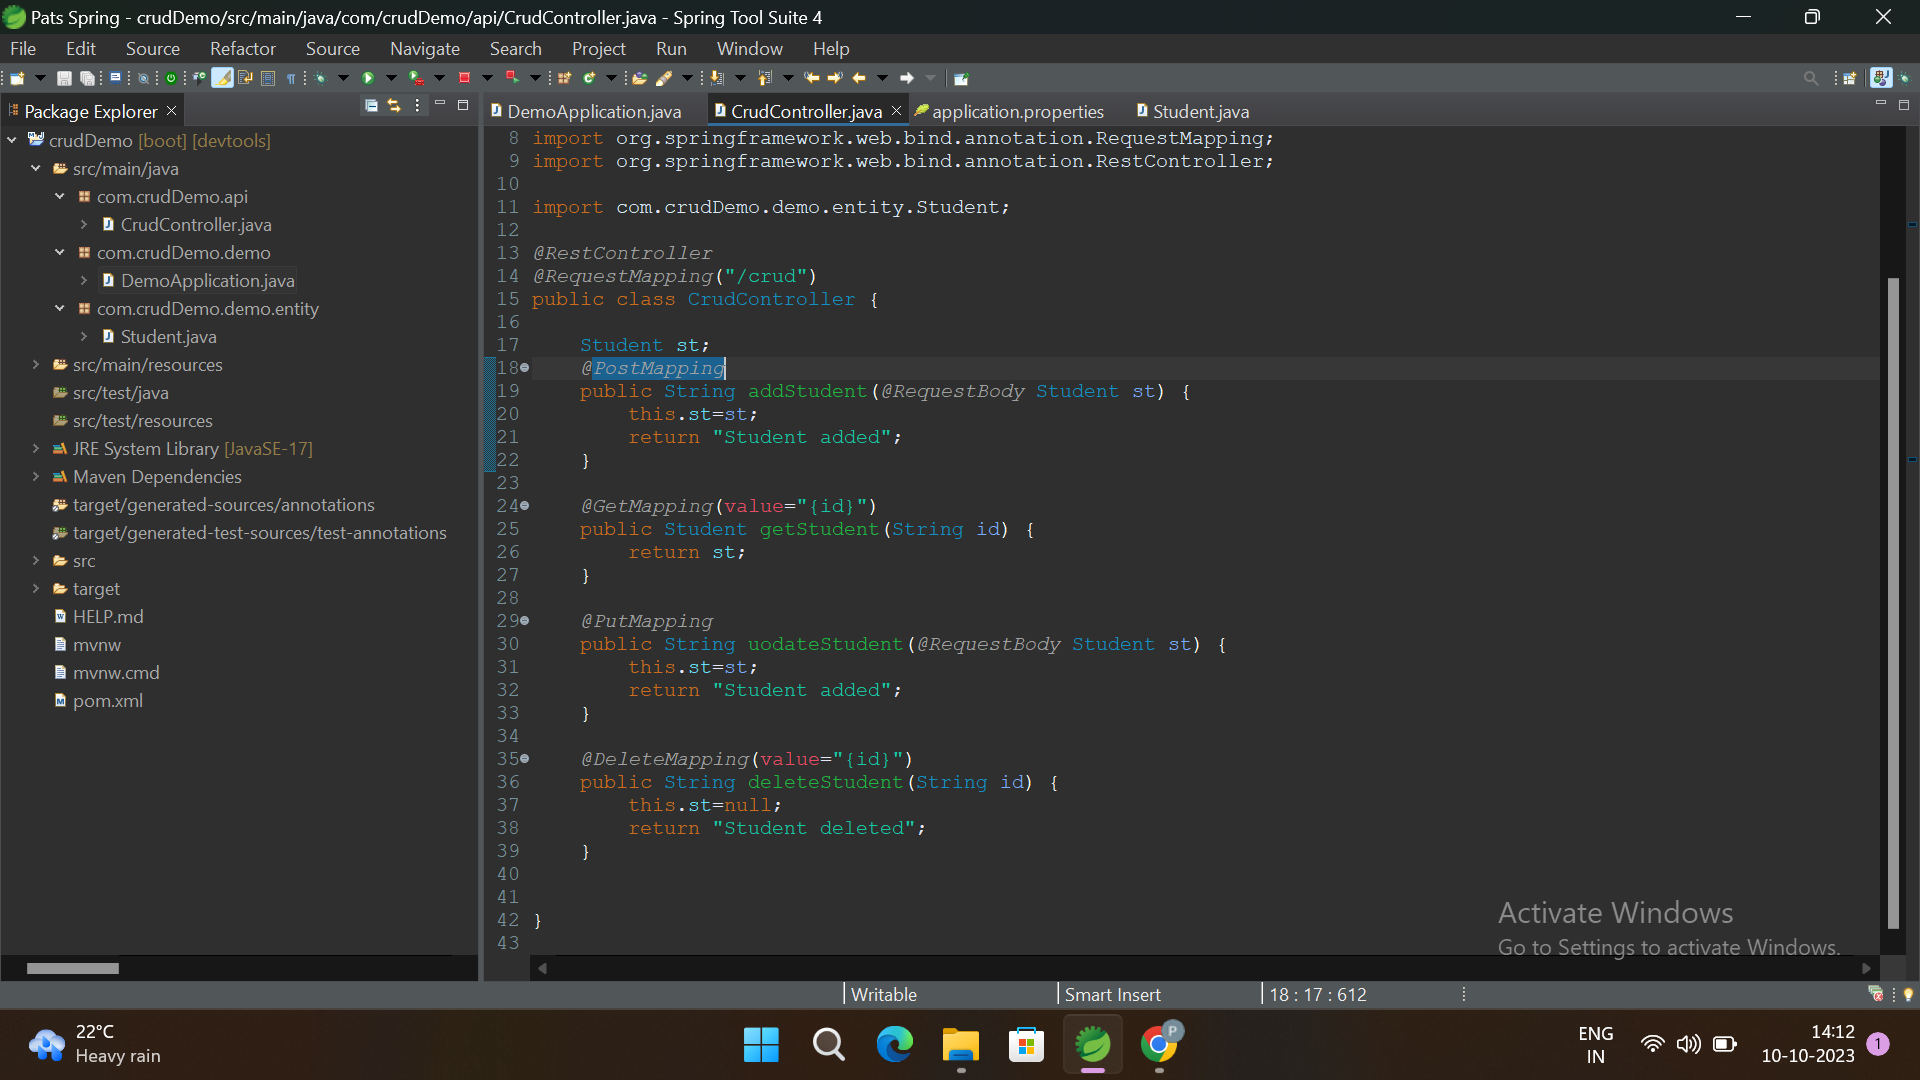 Pats Spring - crudDemo/src/main/java/com/crudDemo/api/CrudController.java - Spring Tool Suite 4
File Edit Source Refactor Source Navigate Search Project Run Window Help
Package Explorer
DemoApplication.java CrudController.java application.properties Student.java
crudDemo [boot] [devtools]
src/main/java
com.crudDemo.api
CrudController.java
com.crudDemo.demo
DemoApplication.java
com.crudDemo.demo.entity
Student.java
src/main/resources
src/test/java
src/test/resources
JRE System Library [JavaSE-17]
Maven Dependencies
target/generated-sources/annotations
target/generated-test-sources/test-annotations
src
target
HELP.md
mvnw
mvnw.cmd
pom.xml
8 import org.springframework.web.bind.annotation.RequestMapping;
9 import org.springframework.web.bind.annotation.RestController;
10
11 import com.crudDemo.demo.entity.Student;
12
13 @RestController
14 @RequestMapping("/crud")
15 public class CrudController {
16
17 Student st;
18 @PostMapping
19 public String addStudent(@RequestBody Student st) {
20 this.st=st;
21 return "Student added";
22 }
23
24 @GetMapping(value="{id}")
25 public Student getStudent(String id) {
26 return st;
27 }
28
29 @PutMapping
30 public String uodateStudent(@RequestBody Student st) {
31 this.st=st;
32 return "Student added";
33 }
34
35 @DeleteMapping(value="{id}")
36 public String deleteStudent(String id) {
37 this.st=null;
38 return "Student deleted";
39 }
40
41
42 }
43
Activate Windows
Go to Settings to activate Windows.
Writable Smart Insert 18 : 17 : 612
22°C
Heavy rain
P
ENG
IN
14:12
10-10-2023
1